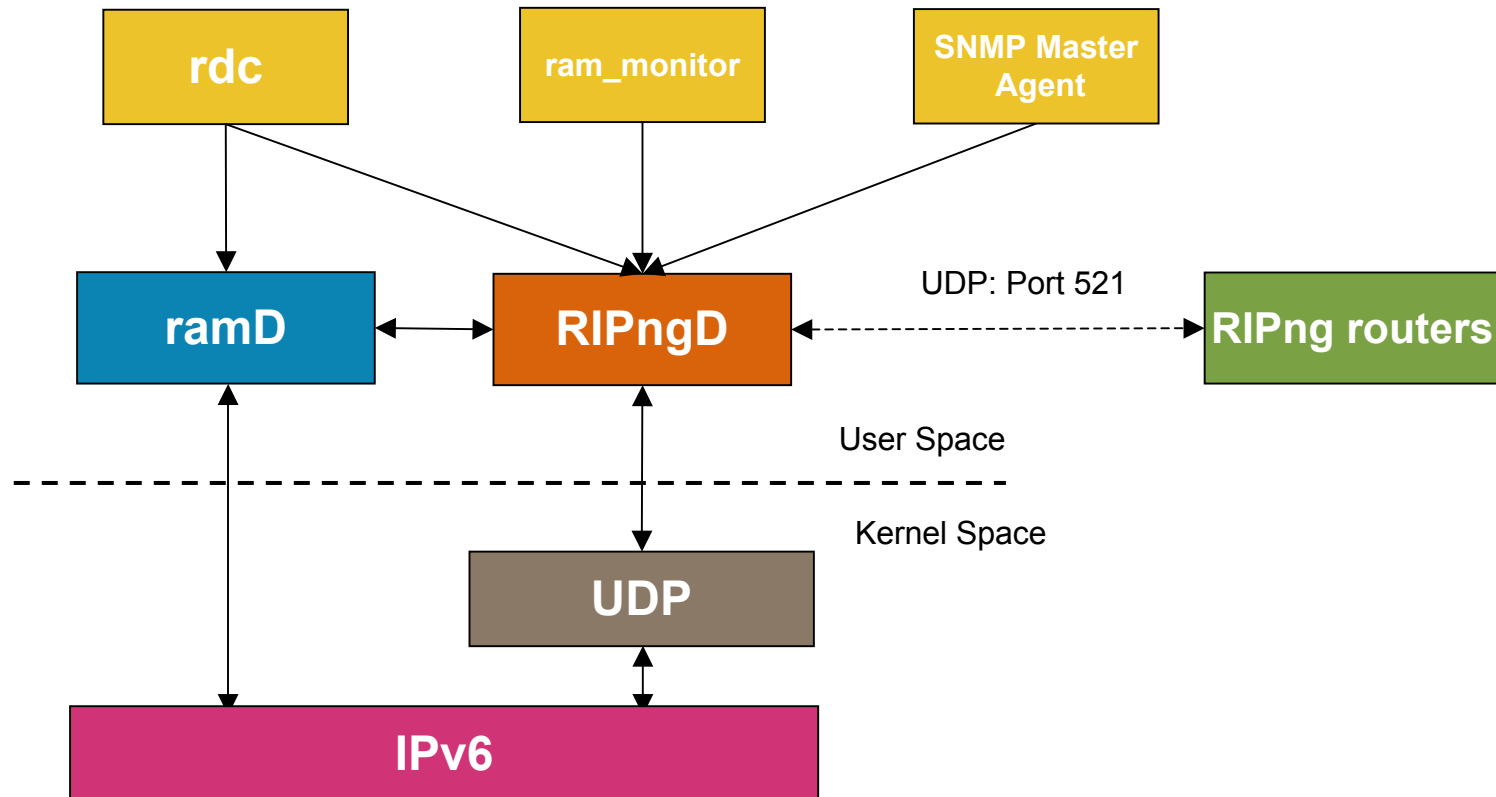 rdc
ram_monitor
SNMP Master
Agent
ramD
RIPngD
UDP: Port 521
RIPng routers
User Space
Kernel Space
UDP
IPv6